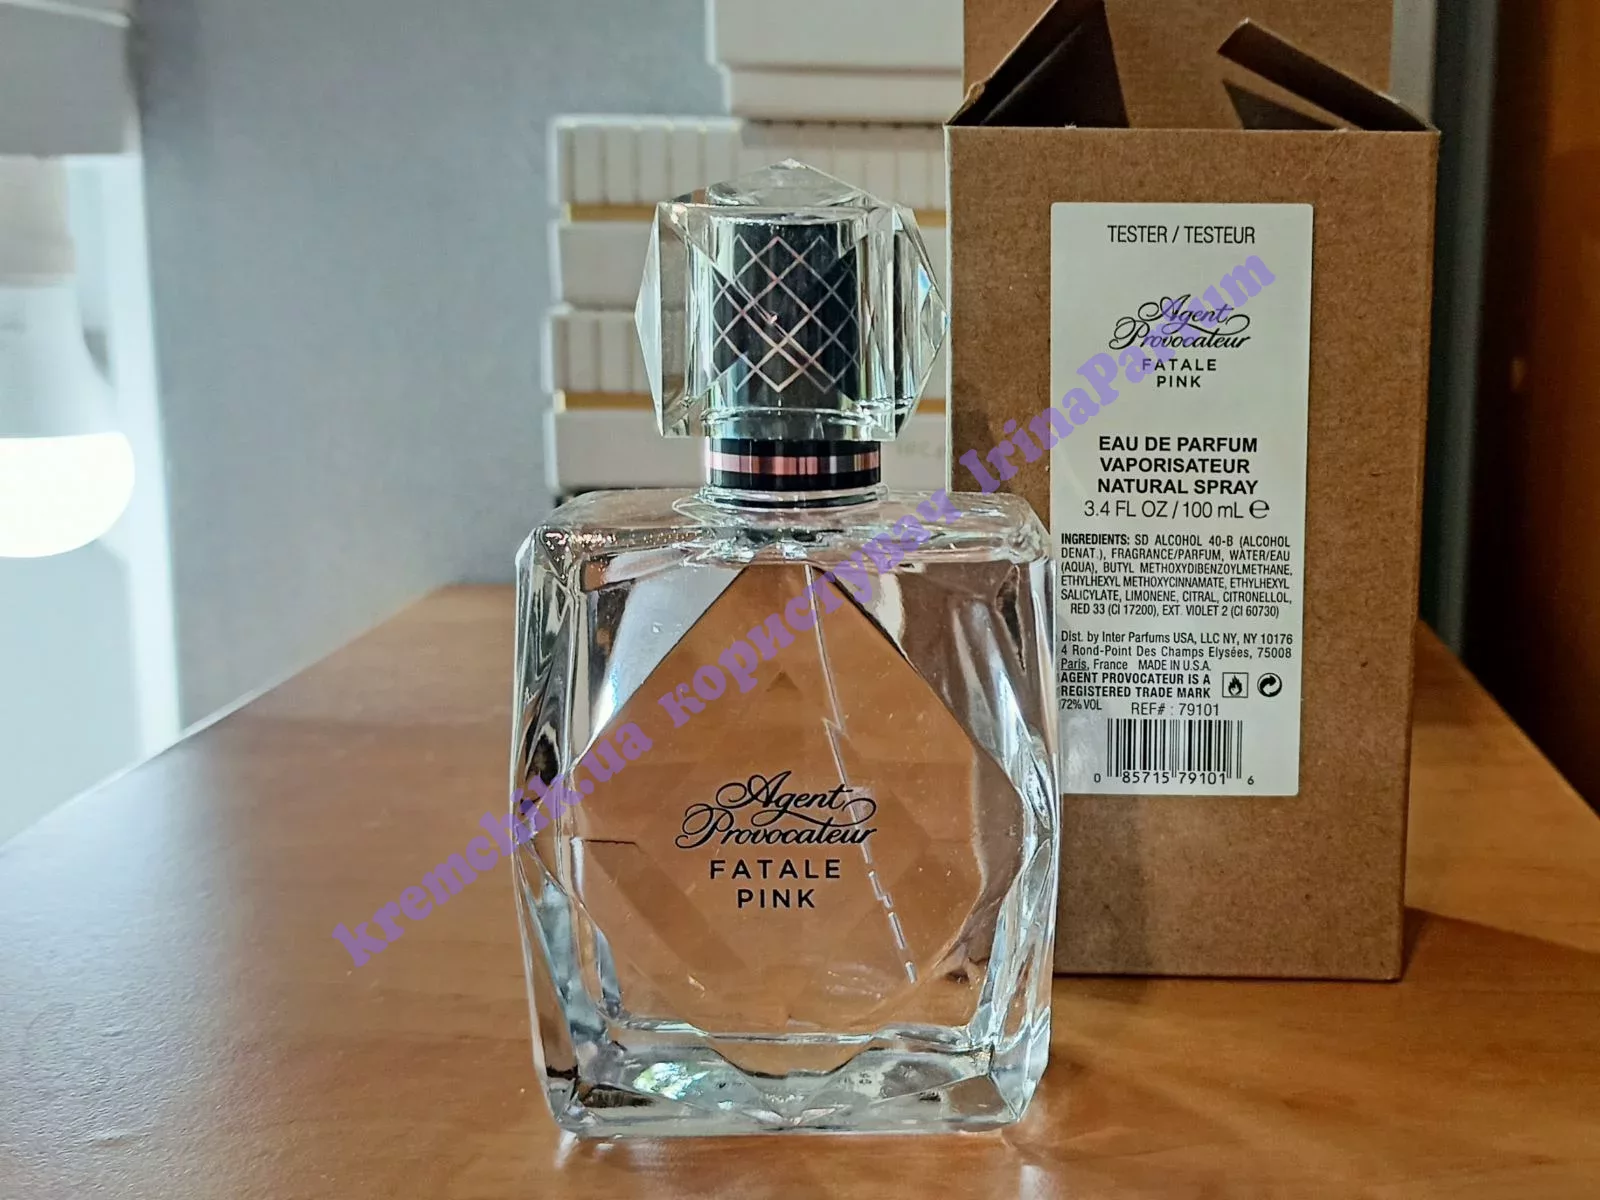 TESTER / TESTEUR
Agent
Provocateur
FATALE
PINK
EAU DE PARFUM
VAPORISATEUR
NATURAL SPRAY
3.4 FL OZ / 100 mL ℮
INGREDIENTS: SD ALCOHOL 40-B (ALCOHOL
DENAT.), FRAGRANCE/PARFUM, WATER/EAU
(AQUA), BUTYL METHOXYDIBENZOYLMETHANE,
ETHYLHEXYL METHOXYCINNAMATE, ETHYLHEXYL
SALICYLATE, LIMONENE, CITRAL, CITRONELLOL,
RED 33 (CI 17200), EXT. VIOLET 2 (CI 60730)
Dist. by Inter Parfums USA, LLC NY, NY 10176
4 Rond-Point Des Champs Elysées, 75008
Paris, France MADE IN U.S.A.
AGENT PROVOCATEUR IS A
REGISTERED TRADE MARK
72% VOL REF# : 79101
0 85715 79101 6
Agent
Provocateur
FATALE
PINK
kremchik.ua користувач IrinaParfum